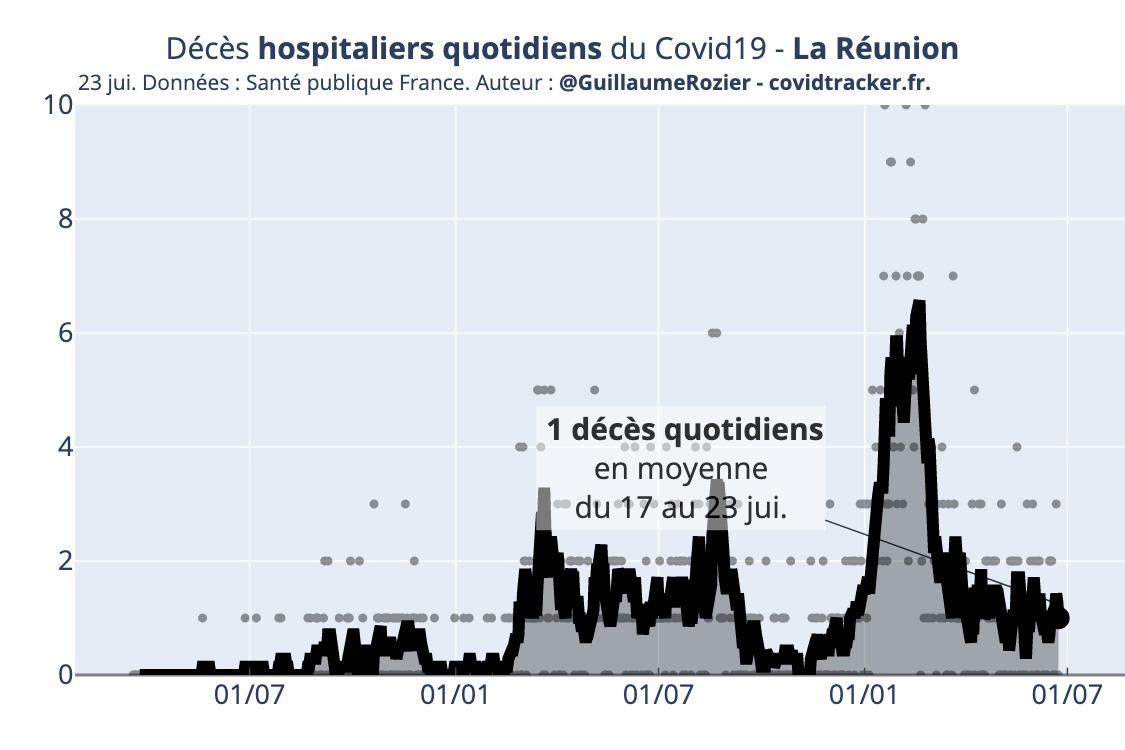 Décès hospitaliers quotidiens du Covid19 - La Réunion
23 jui. Données : Santé publique France. Auteur : @GuillaumeRozier - covidtracker.fr.
10
8
6
4
2
0
1 décès quotidiens
en moyenne
du 17 au 23 jui.
01/07 01/01 01/07 01/01 01/07